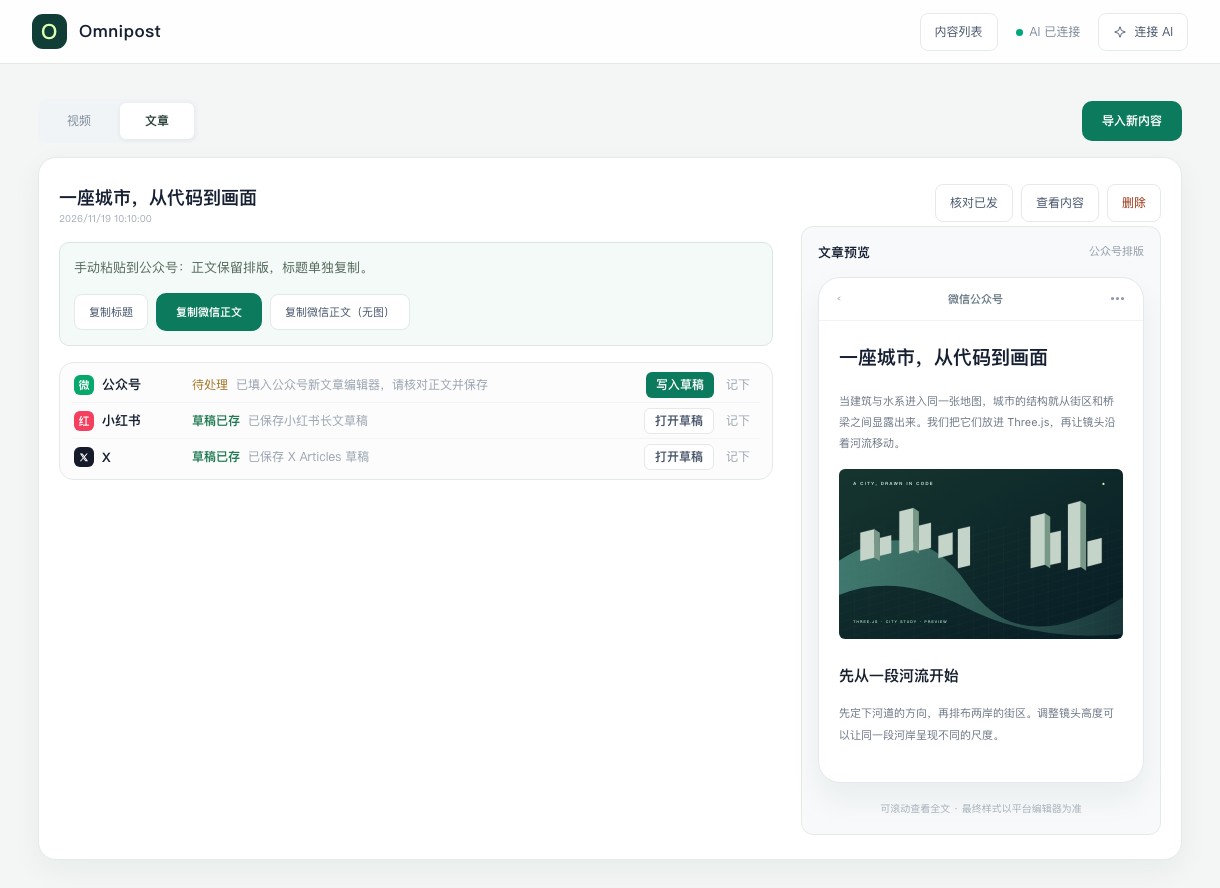 O Omnipost
内容列表
AI 已连接
连接 AI
视频
文章
导入新内容
一座城市，从代码到画面
2026/11/19 10:10:00
核对已发
查看内容
删除
手动粘贴到公众号：正文保留排版，标题单独复制。
复制标题
复制微信正文
复制微信正文（无图）
微 公众号 待处理 已填入公众号新文章编辑器，请核对正文并保存 写入草稿 记下
红 小红书 草稿已存 已保存小红书长文草稿 打开草稿 记下
X X 草稿已存 已保存 X Articles 草稿 打开草稿 记下
文章预览
公众号排版
微信公众号
一座城市，从代码到画面
当建筑与水系进入同一张地图，城市的结构就从街区和桥
梁之间显露出来。我们把它们放进 Three.js，再让镜头沿
着河流移动。
A CITY, DRAWN IN CODE
THREE.JS · CITY STUDY · PREVIEW
先从一段河流开始
先定下河道的方向，再排布两岸的街区。调整镜头高度可
以让同一段河岸呈现不同的尺度。
可滚动查看全文 · 最终样式以平台编辑器为准